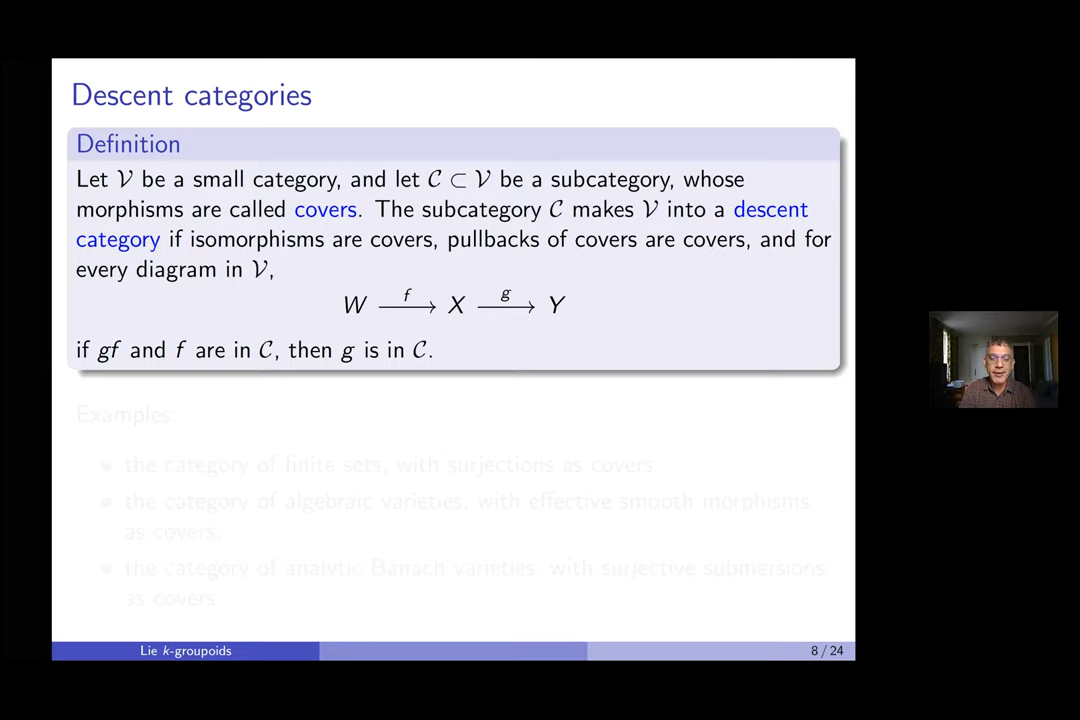 Descent categories
Definition
Let 𝒱 be a small category, and let 𝒞 ⊂ 𝒱 be a subcategory, whose
morphisms are called covers. The subcategory 𝒞 makes 𝒱 into a descent
category if isomorphisms are covers, pullbacks of covers are covers, and for
every diagram in 𝒱,
f g
W ⟶ X ⟶ Y
if gf and f are in 𝒞, then g is in 𝒞.
Examples:
the category of finite sets, with surjections as covers
the category of algebraic varieties, with effective smooth morphisms
as covers;
the category of analytic Banach varieties with surjective submersions
as covers
Lie k-groupoids 8 / 24